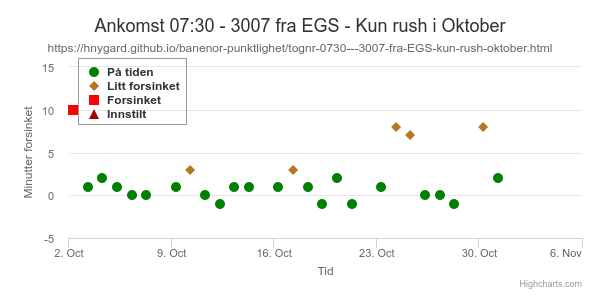 Ankomst 07:30 - 3007 fra EGS - Kun rush i Oktober
https://hnygard.github.io/banenor-punktlighet/tognr-0730---3007-fra-EGS-kun-rush-oktober.html
På tiden
Litt forsinket
Forsinket
Innstilt
Minutter forsinket
15
10
5
0
-5
2. Oct
9. Oct
16. Oct
23. Oct
30. Oct
6. Nov
Tid
Highcharts.com